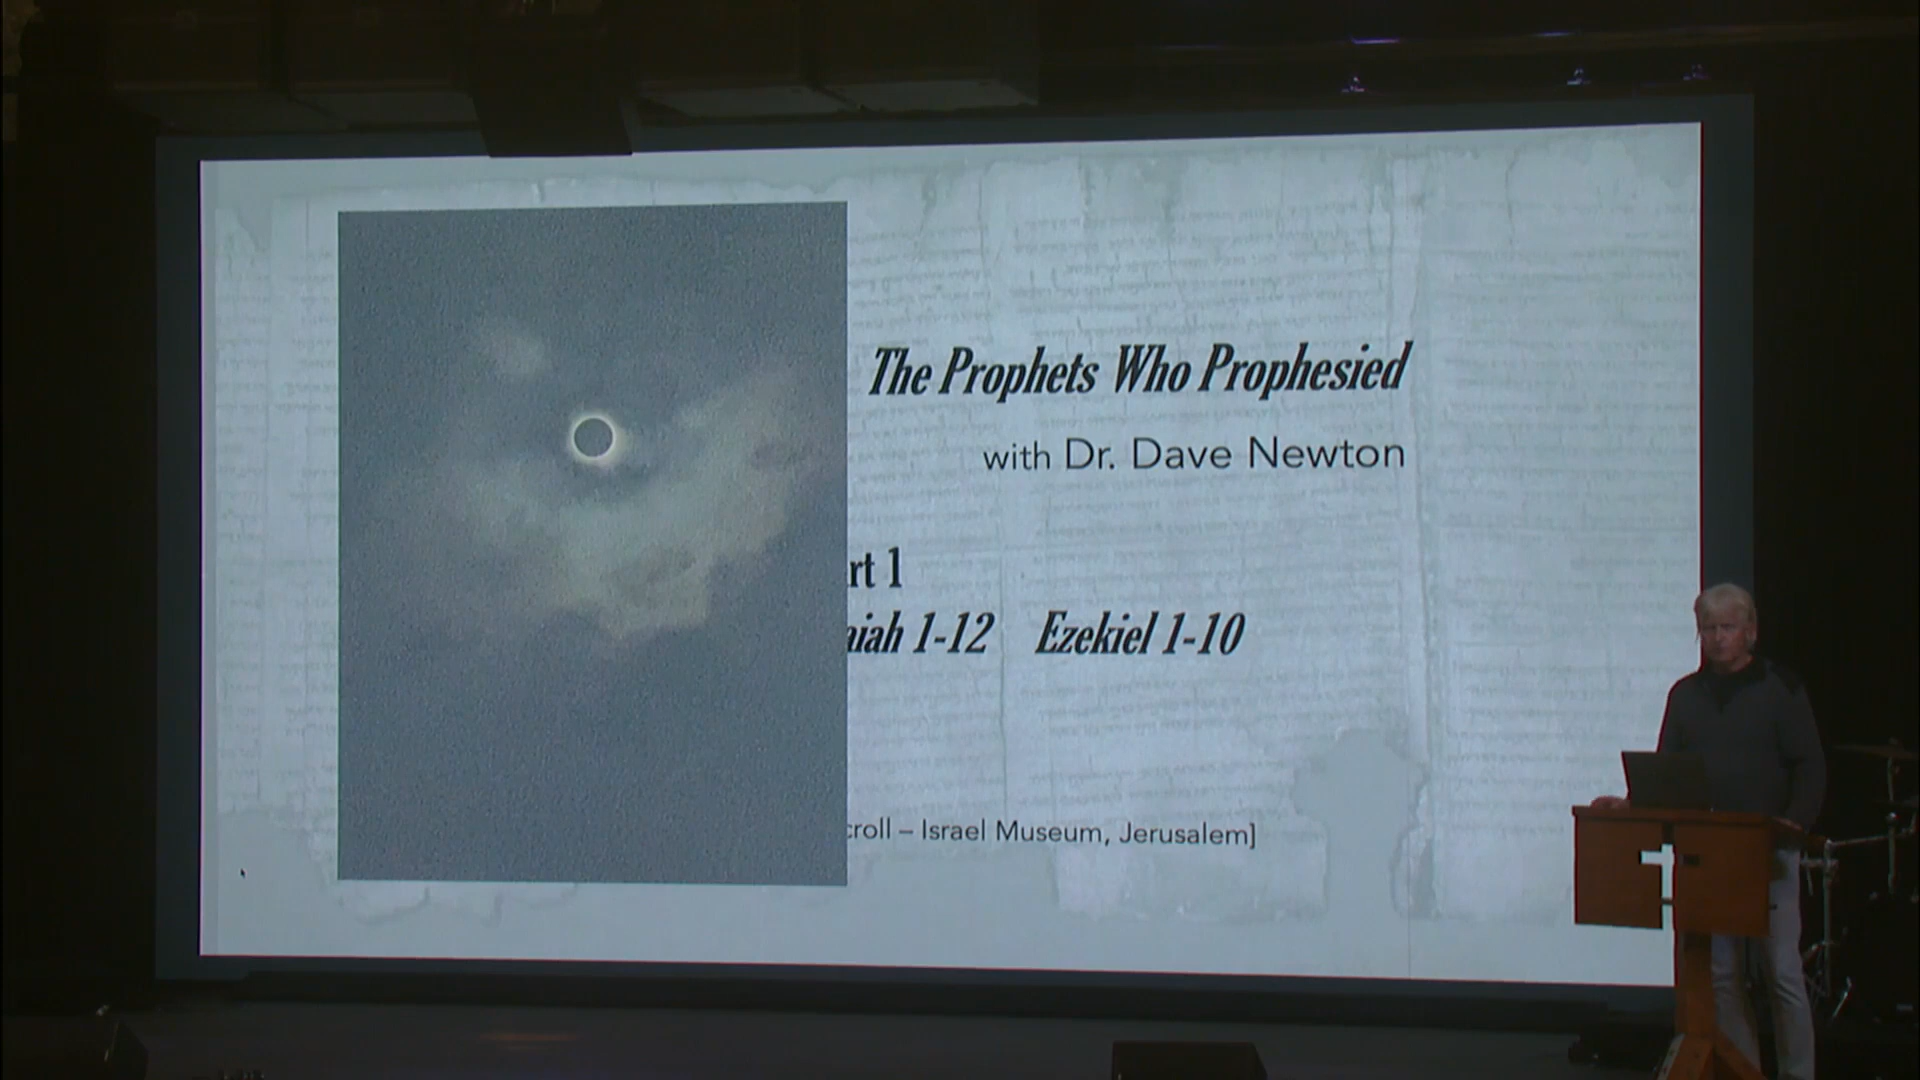 The Prophets Who Prophesied
with Dr. Dave Newton
rt 1
aiah 1-12 Ezekiel 1-10
croll – Israel Museum, Jerusalem]